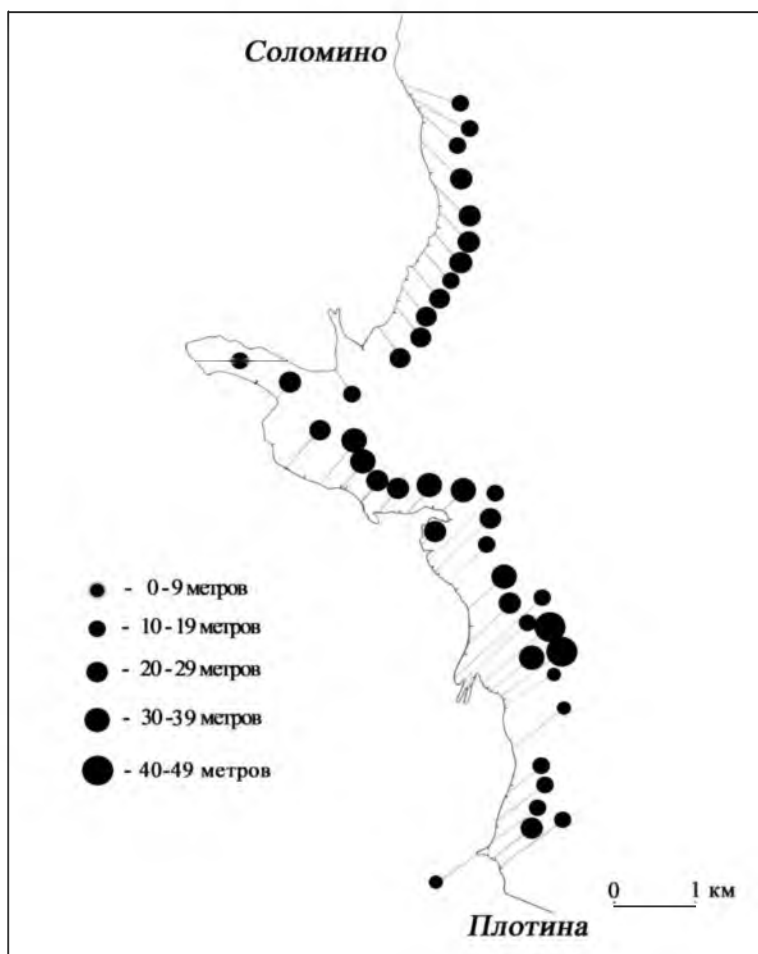 Соломино
- 0-9 метров
- 10-19 метров
- 20-29 метров
- 30-39 метров
- 40-49 метров
0 1 км
Плотина